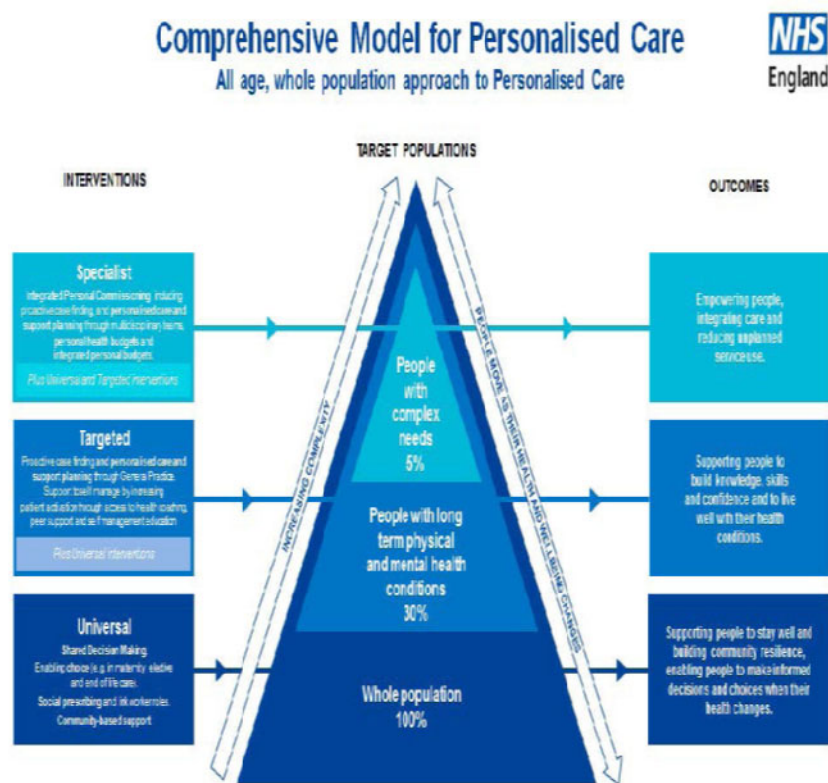 Comprehensive Model for Personalised Care
All age, whole population approach to Personalised Care
NHS
England
TARGET POPULATIONS
INTERVENTIONS
OUTCOMES
Specialist
Integrated Personal Commissioning, including
proactive case finding, and personalised care and
support planning through multidisciplinary teams,
personal health budgets and
integrated personal budgets.
Plus Universal and Targeted interventions
Targeted
Proactive case finding and personalised care and
support planning through General Practice.
Support to self manage by increasing
patient activation through access to health coaching,
peer support and self management education
Plus Universal interventions
Universal
Shared Decision Making.
Enabling choice (e.g. in maternity, elective
and end of life care).
Social prescribing and link worker roles.
Community-based support
INCREASING COMPLEXITY
People
with
complex
needs
5%
People with long
term physical
and mental health
conditions
30%
Whole population
100%
PEOPLE MOVE AS THEIR HEALTH AND WELLBEING CHANGES
Empowering people,
integrating care and
reducing unplanned
service use.
Supporting people to
build knowledge, skills
and confidence and to live
well with their health
conditions.
Supporting people to stay well and
building community resilience,
enabling people to make informed
decisions and choices when their
health changes.